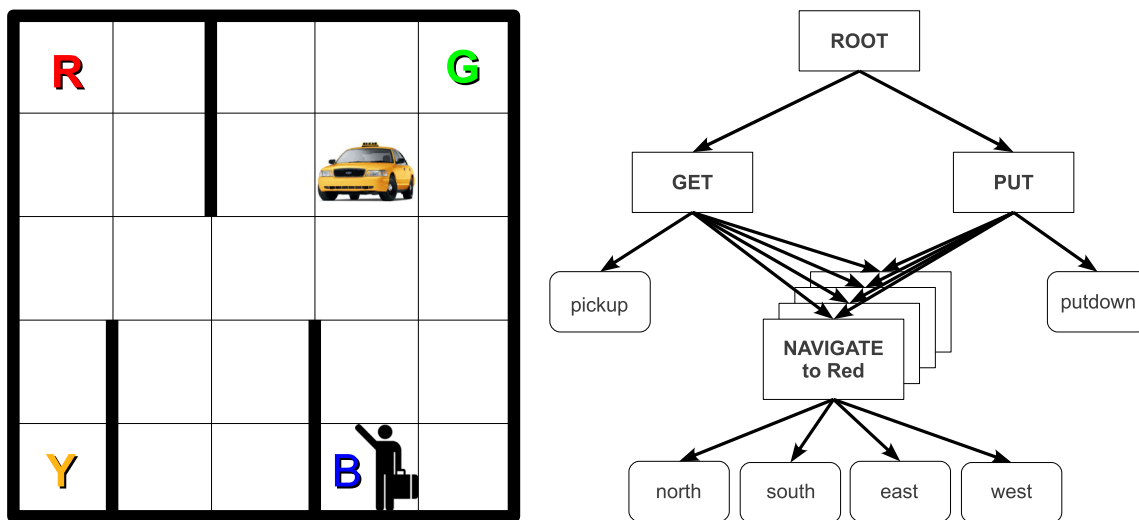 R
G
Y
B
ROOT
GET
PUT
pickup
putdown
NAVIGATE
to Red
north
south
east
west